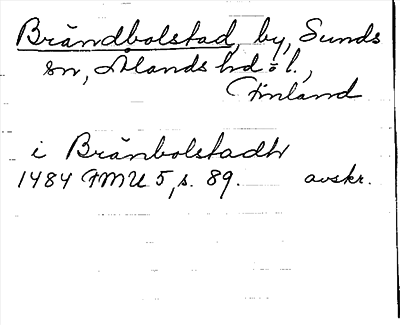 Brändbolstad, by, Sunds
sn, Ålands hd o l.,
Finland
i Bränbolstadh
1484 FMU 5, s. 89. avskr.